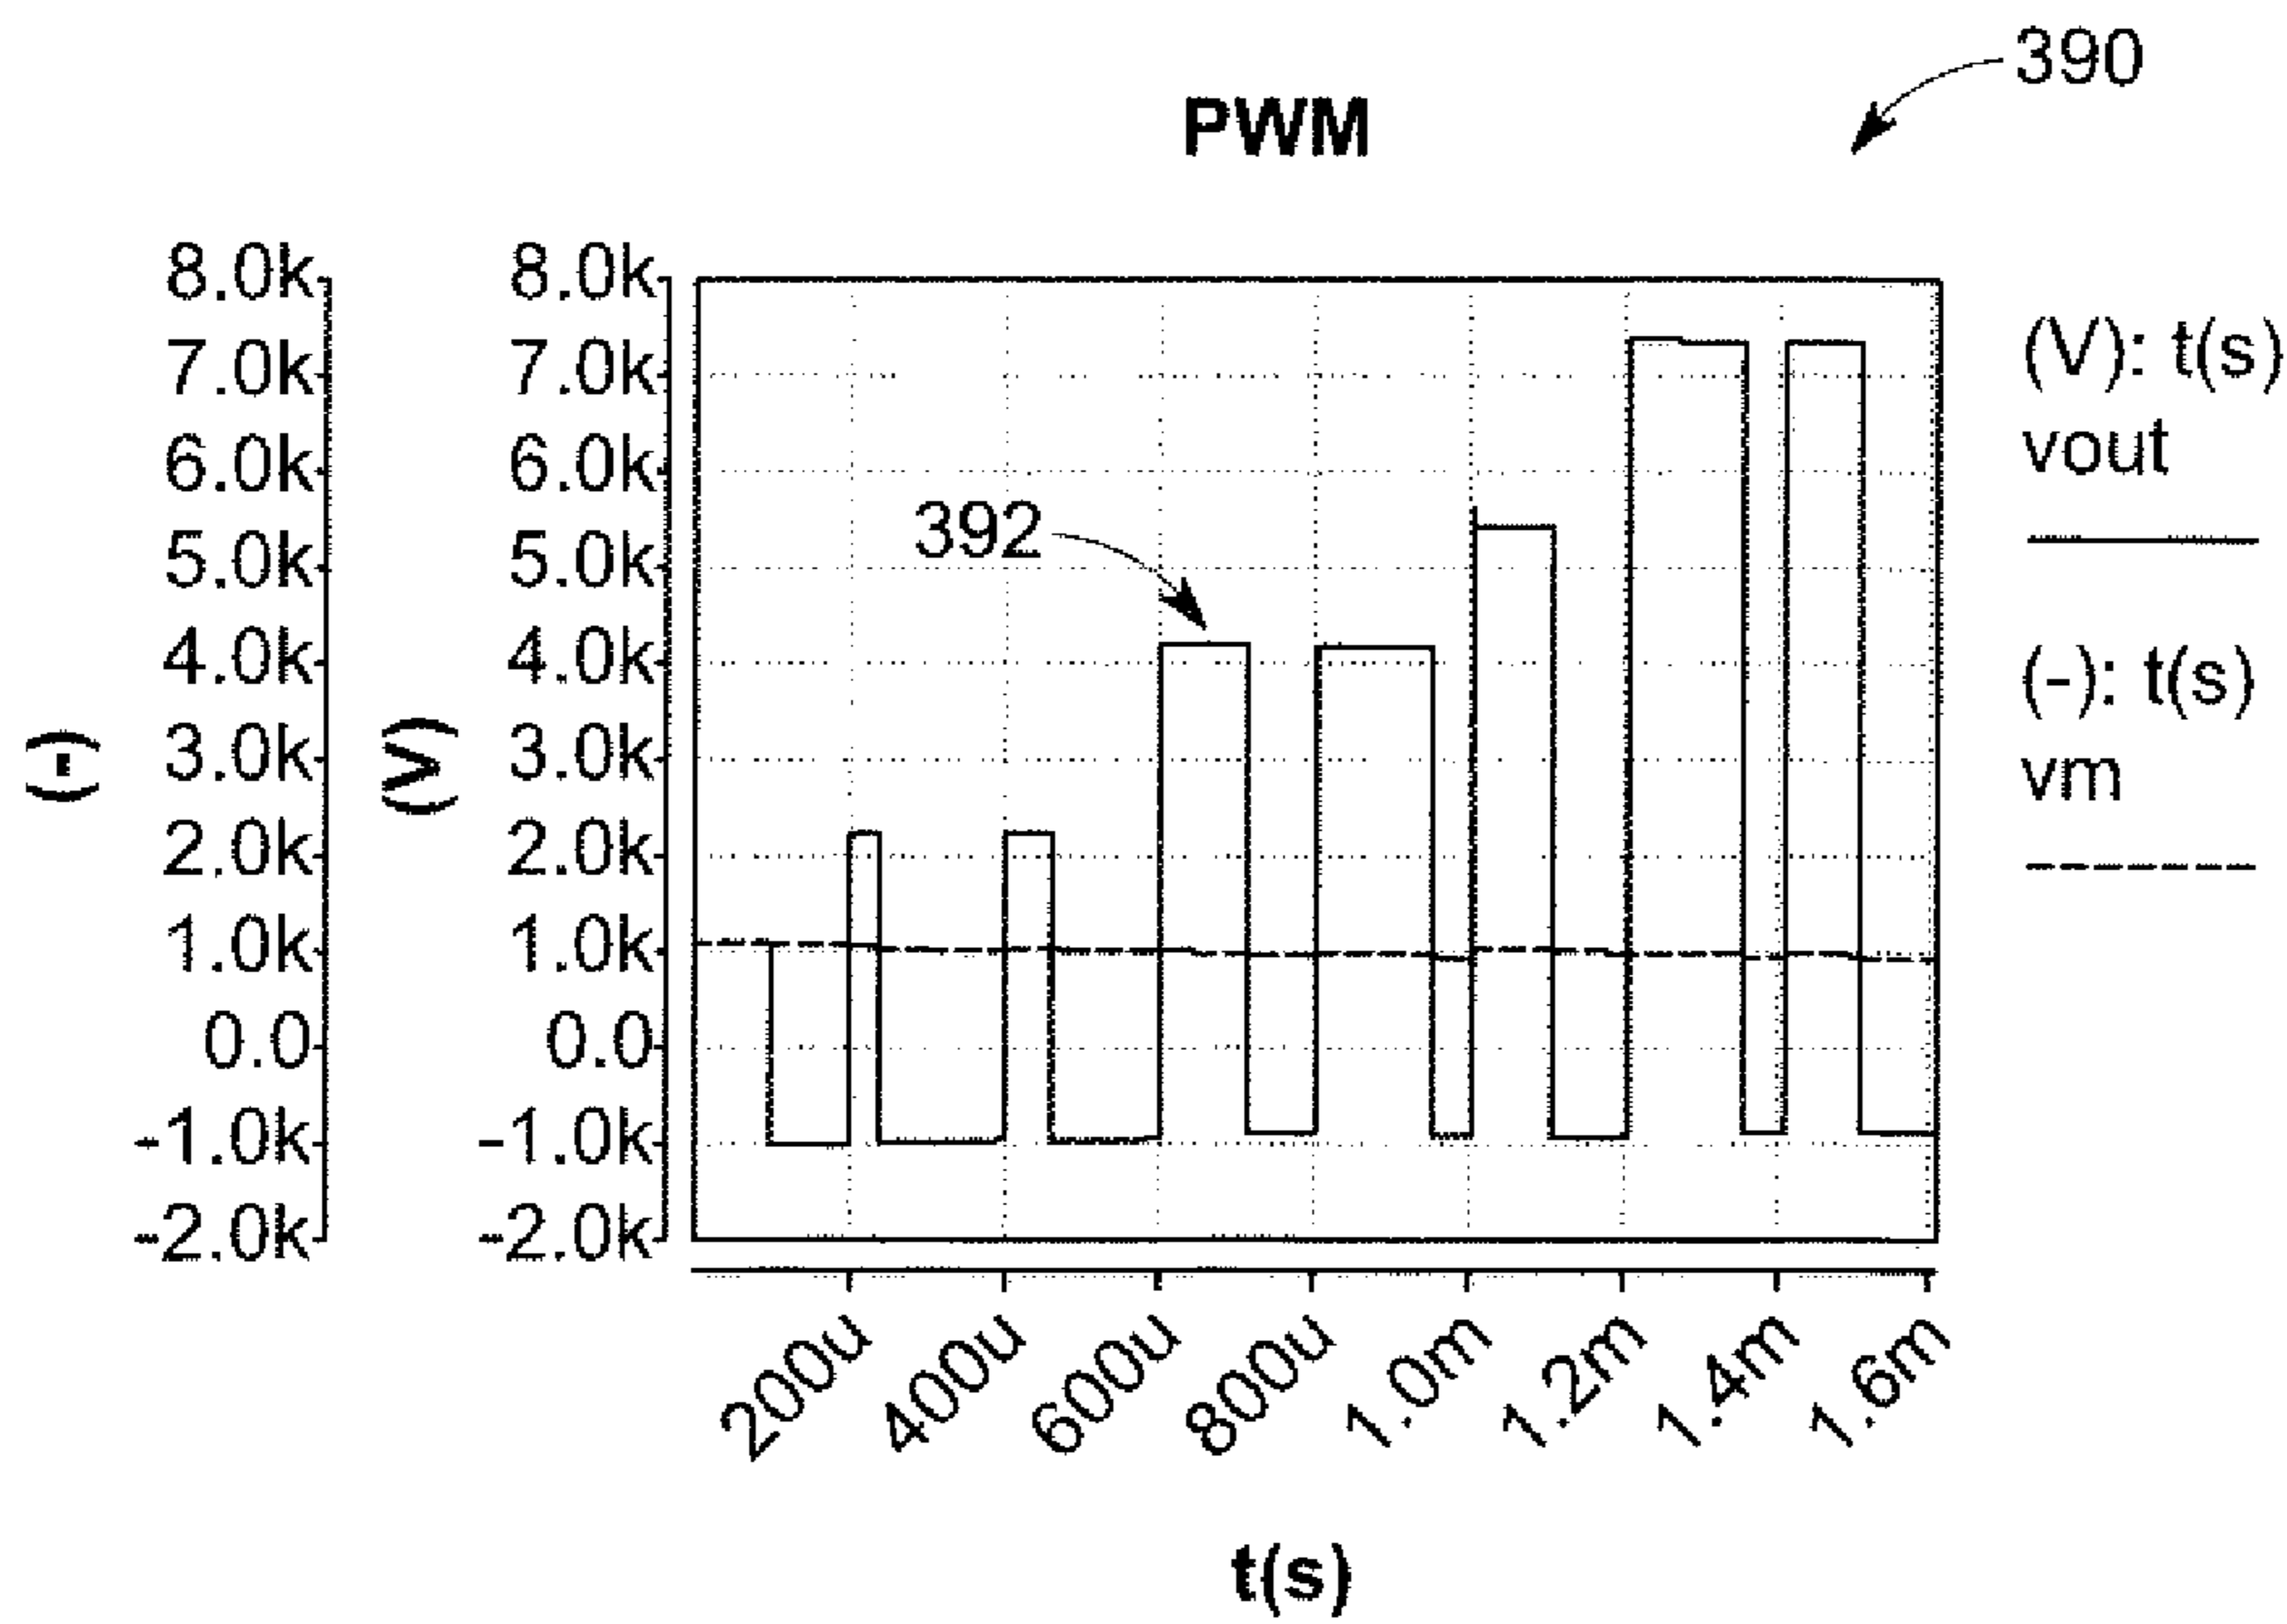 390
PWM
8.0k
7.0k
6.0k
5.0k
4.0k
3.0k
2.0k
1.0k
0.0
-1.0k
-2.0k
(-)
8.0k
7.0k
6.0k
5.0k
4.0k
3.0k
2.0k
1.0k
0.0
-1.0k
-2.0k
(V)
392
(V): t(s)
vout
(-): t(s)
vm
200u
400u
600u
800u
1.0m
1.2m
1.4m
1.6m
t(s)